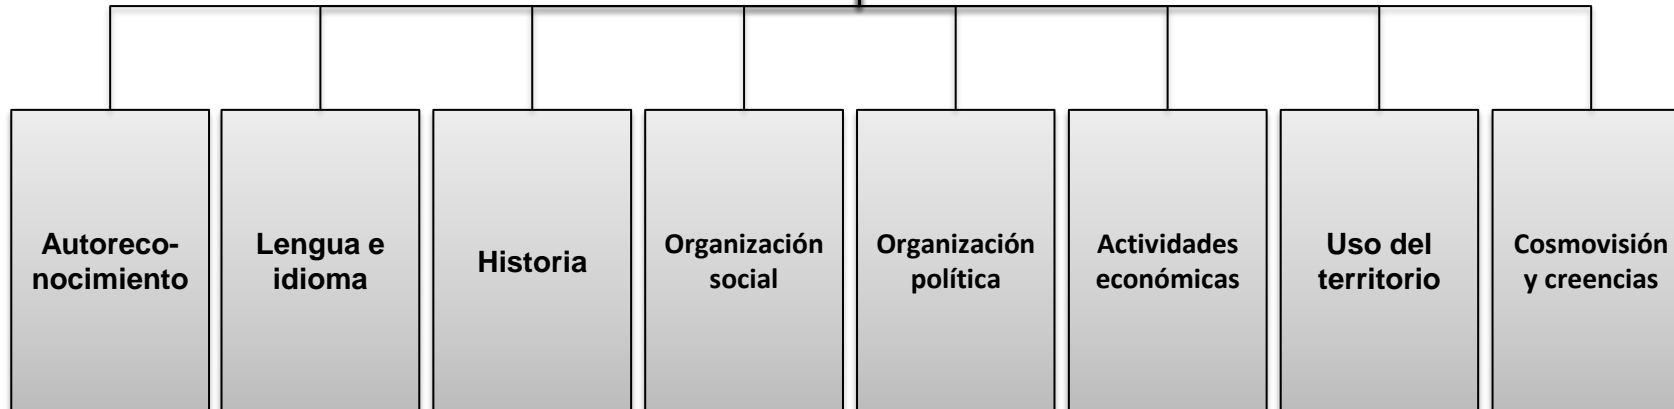 Autoreco-
nocimiento
Lengua e
idioma
Historia
Organización
social
Organización
política
Actividades
económicas
Uso del
territorio
Cosmovisión
y creencias